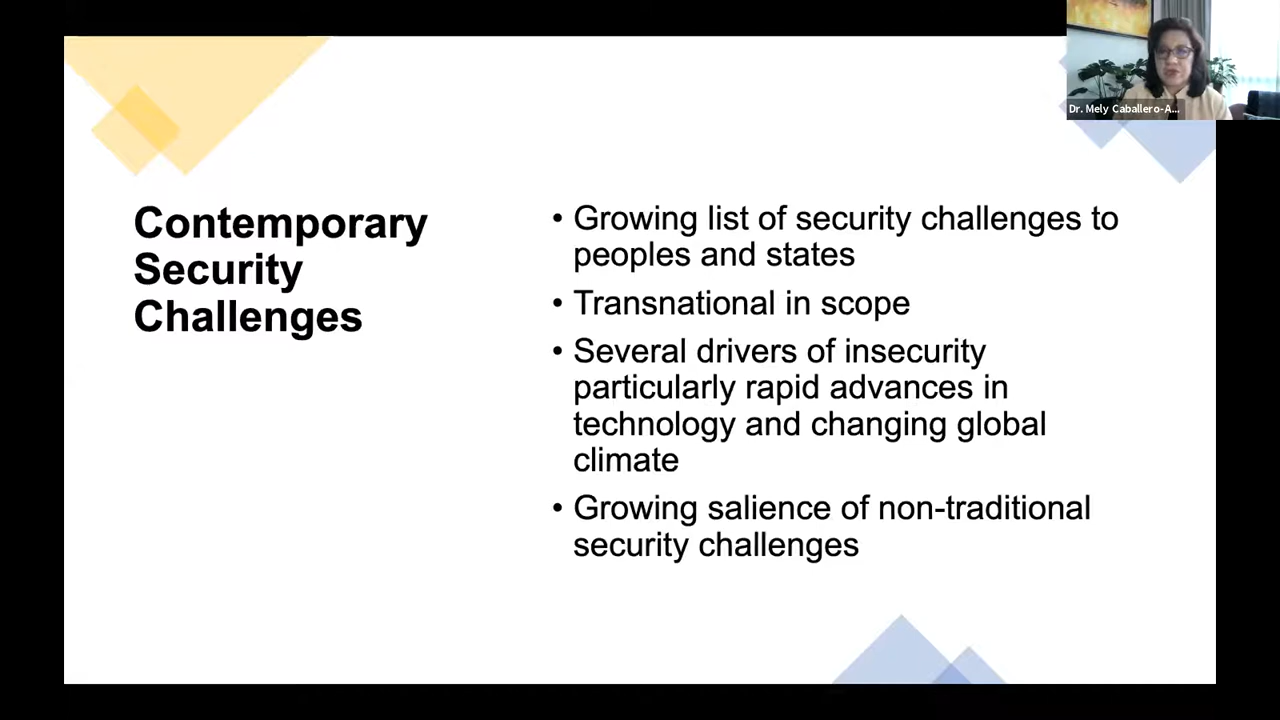 Dr. Mely Caballero-A...
Contemporary
Security
Challenges
• Growing list of security challenges to
peoples and states
• Transnational in scope
• Several drivers of insecurity
particularly rapid advances in
technology and changing global
climate
• Growing salience of non-traditional
security challenges